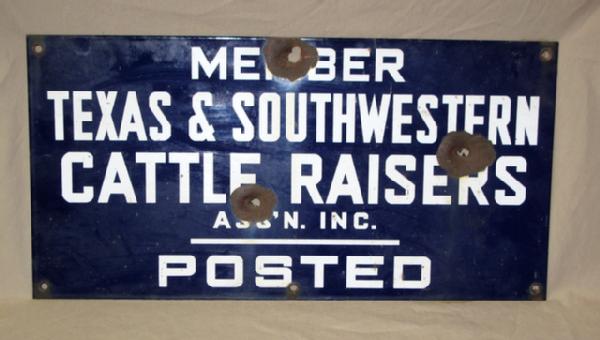 MEMBER
TEXAS & SOUTHWESTERN
CATTLE RAISERS
ASS'N. INC.
POSTED